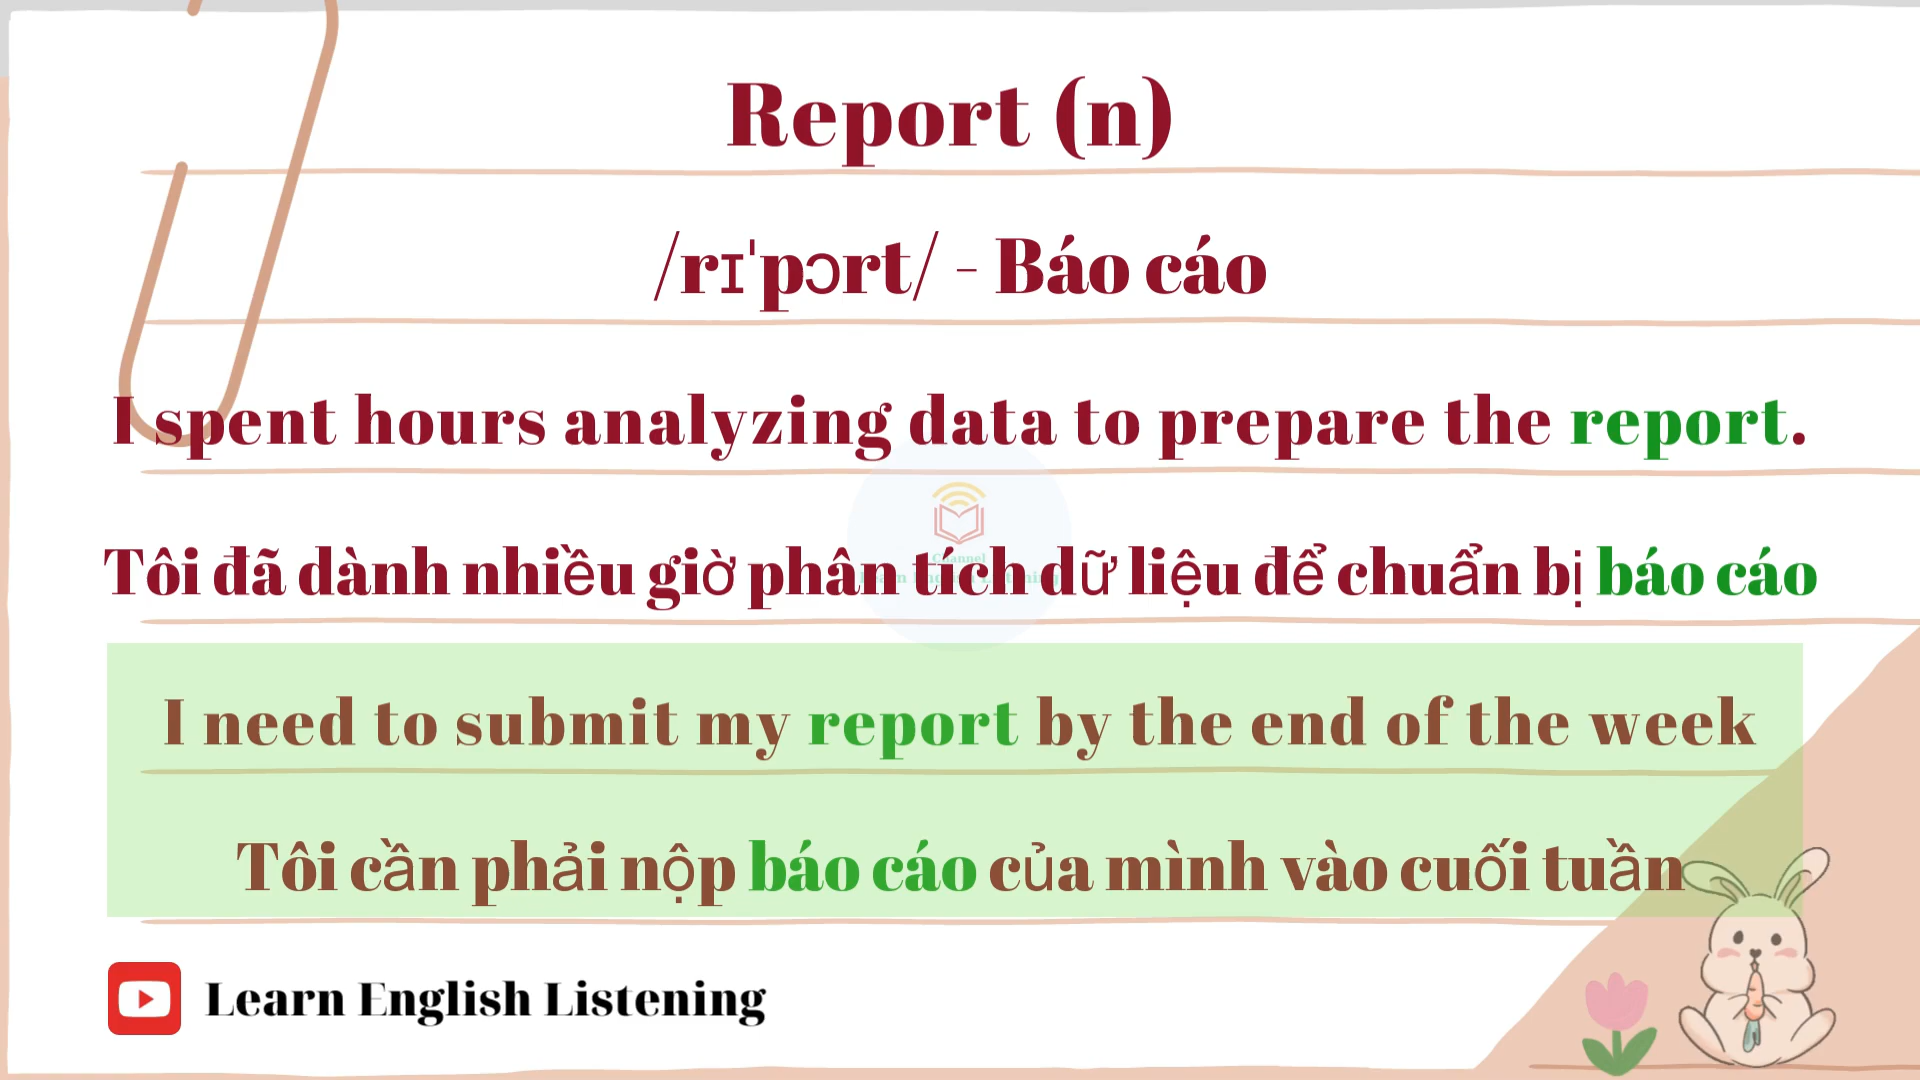 Report (n)
/rɪˈpɔrt/ - Báo cáo
I spent hours analyzing data to prepare the report.
Tôi đã dành nhiều giờ phân tích dữ liệu để chuẩn bị báo cáo
I need to submit my report by the end of the week
Tôi cần phải nộp báo cáo của mình vào cuối tuần
Learn English Listening